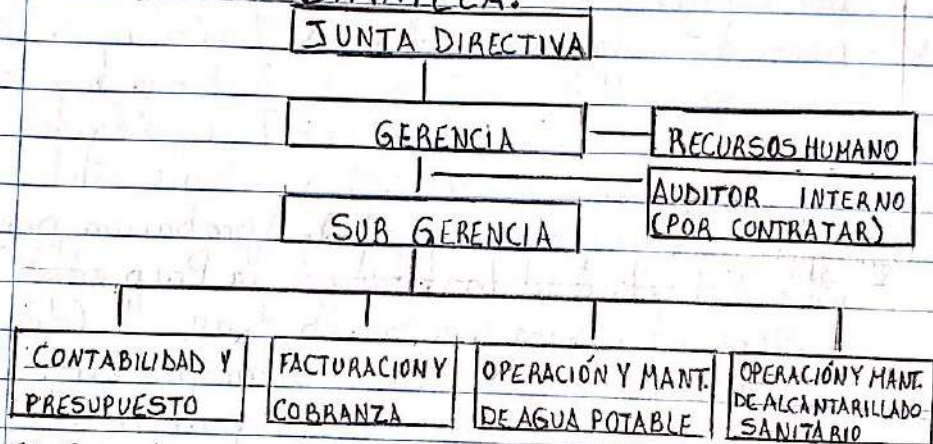 JUNTA DIRECTIVA
GERENCIA
RECURSOS HUMANO
AUDITOR INTERNO
(POR CONTRATAR)
SUB GERENCIA
CONTABILIDAD Y
PRESUPUESTO
FACTURACION Y
COBRANZA
OPERACIÓN Y MANT.
DE AGUA POTABLE
OPERACIÓN Y MANT.
DE ALCANTARILLADO
SANITARIO